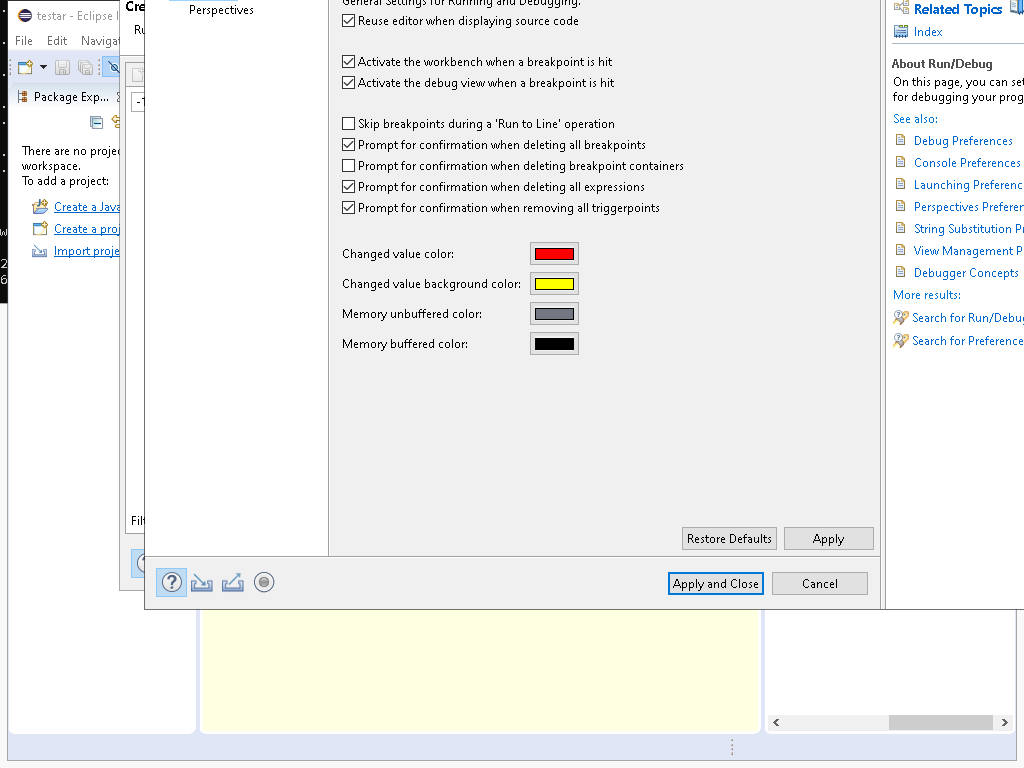 testar - Eclipse I
File Edit Navigat
Package Exp...
There are no proje
workspace.
To add a project:
Create a Java
Create a proj
Import proje
Cre
Ru
Filt
Perspectives
General Settings for Running and Debugging.
Reuse editor when displaying source code
Activate the workbench when a breakpoint is hit
Activate the debug view when a breakpoint is hit
Skip breakpoints during a 'Run to Line' operation
Prompt for confirmation when deleting all breakpoints
Prompt for confirmation when deleting breakpoint containers
Prompt for confirmation when deleting all expressions
Prompt for confirmation when removing all triggerpoints
Changed value color:
Changed value background color:
Memory unbuffered color:
Memory buffered color:
Restore Defaults Apply
Apply and Close Cancel
Related Topics
Index
About Run/Debug
On this page, you can set
for debugging your prog
See also:
Debug Preferences
Console Preferences
Launching Preferenc
Perspectives Preferen
String Substitution Pr
View Management P
Debugger Concepts
More results:
Search for Run/Debug
Search for Preference